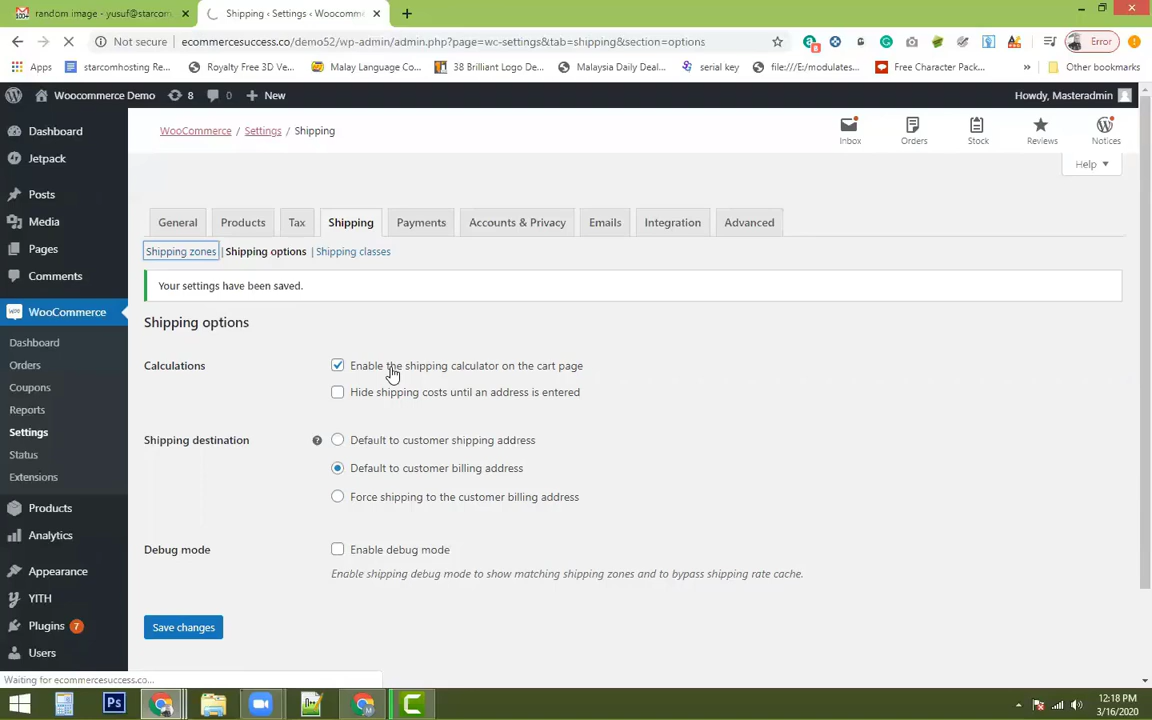 random image - yusuf@starcom
Shipping ‹ Settings ‹ Woocomme
Not secure
ecommercesuccess.co/demo52/wp-admin/admin.php?page=wc-settings&tab=shipping&section=options
Error
Apps
starcomhosting Re...
Royalty Free 3D Ve...
Malay Language Co...
38 Brilliant Logo De...
Malaysia Daily Deal...
serial key
file:///E:/modulates...
Free Character Pack...
»
Other bookmarks
Woocommerce Demo
8
0
New
Howdy, Masteradmin
WooCommerce / Settings / Shipping
Inbox
Orders
Stock
Reviews
Notices
Help
Dashboard
Jetpack
Posts
Media
Pages
Comments
WooCommerce
Dashboard
Orders
Coupons
Reports
Settings
Status
Extensions
Products
Analytics
Appearance
YITH
Plugins 7
Users
General
Products
Tax
Shipping
Payments
Accounts & Privacy
Emails
Integration
Advanced
Shipping zones | Shipping options | Shipping classes
Your settings have been saved.
Shipping options
Calculations
Enable the shipping calculator on the cart page
Hide shipping costs until an address is entered
Shipping destination
?
Default to customer shipping address
Default to customer billing address
Force shipping to the customer billing address
Debug mode
Enable debug mode
Enable shipping debug mode to show matching shipping zones and to bypass shipping rate cache.
Save changes
Waiting for ecommercesuccess.co...
Ps
12:18 PM
3/16/2020